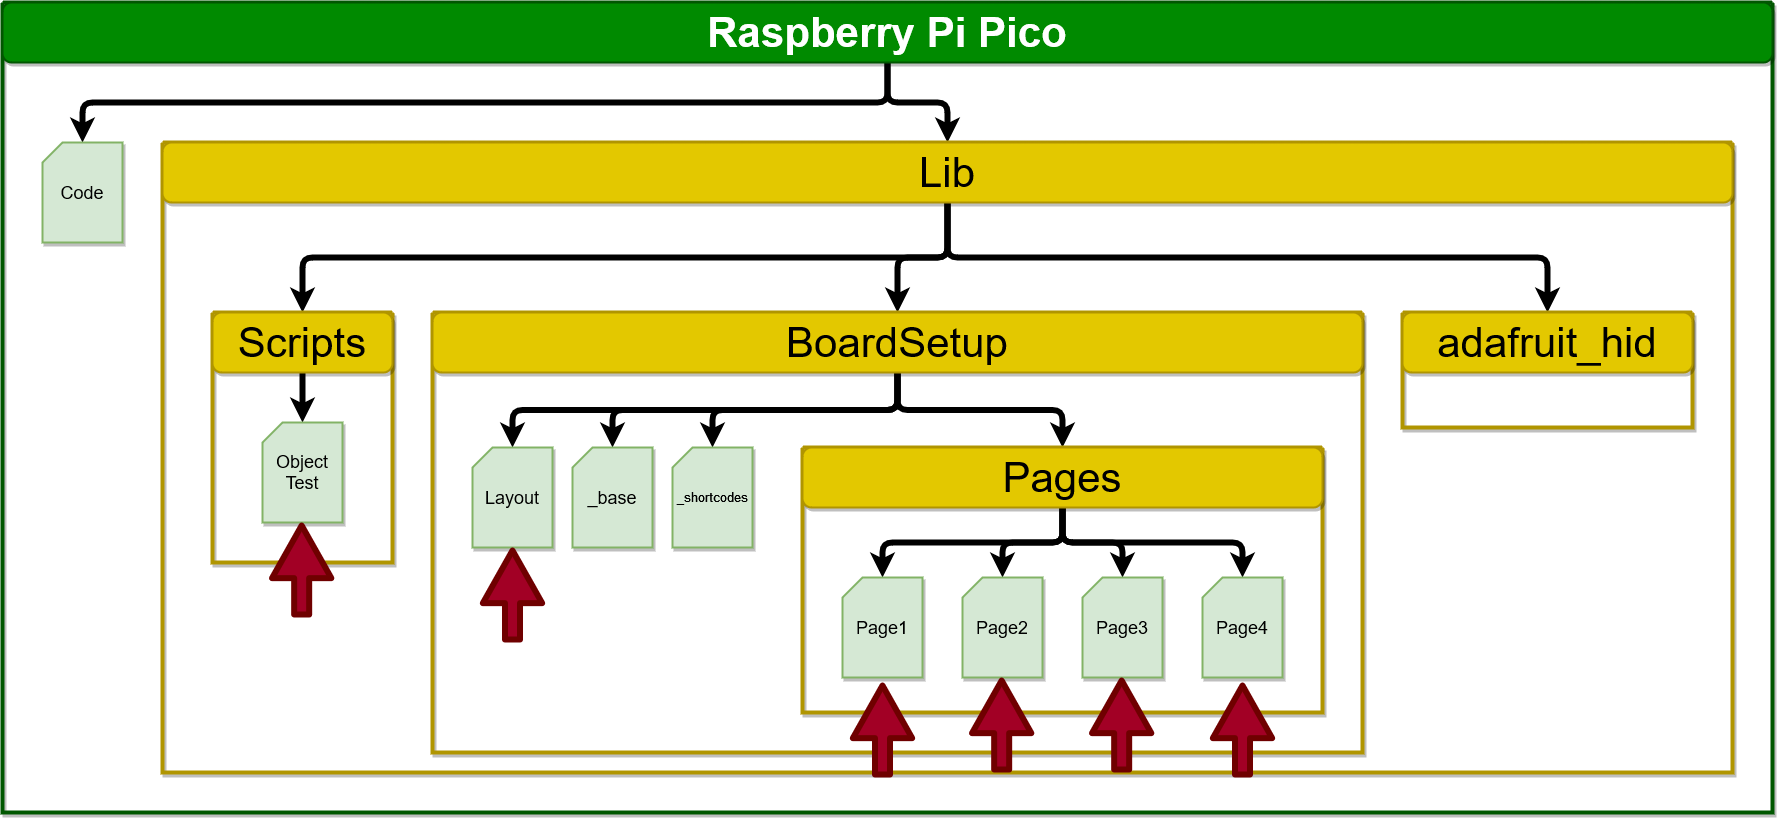 Raspberry Pi Pico
Code
Lib
Scripts
BoardSetup
adafruit_hid
Object
Test
Layout
_base
_shortcodes
Pages
Page1
Page2
Page3
Page4